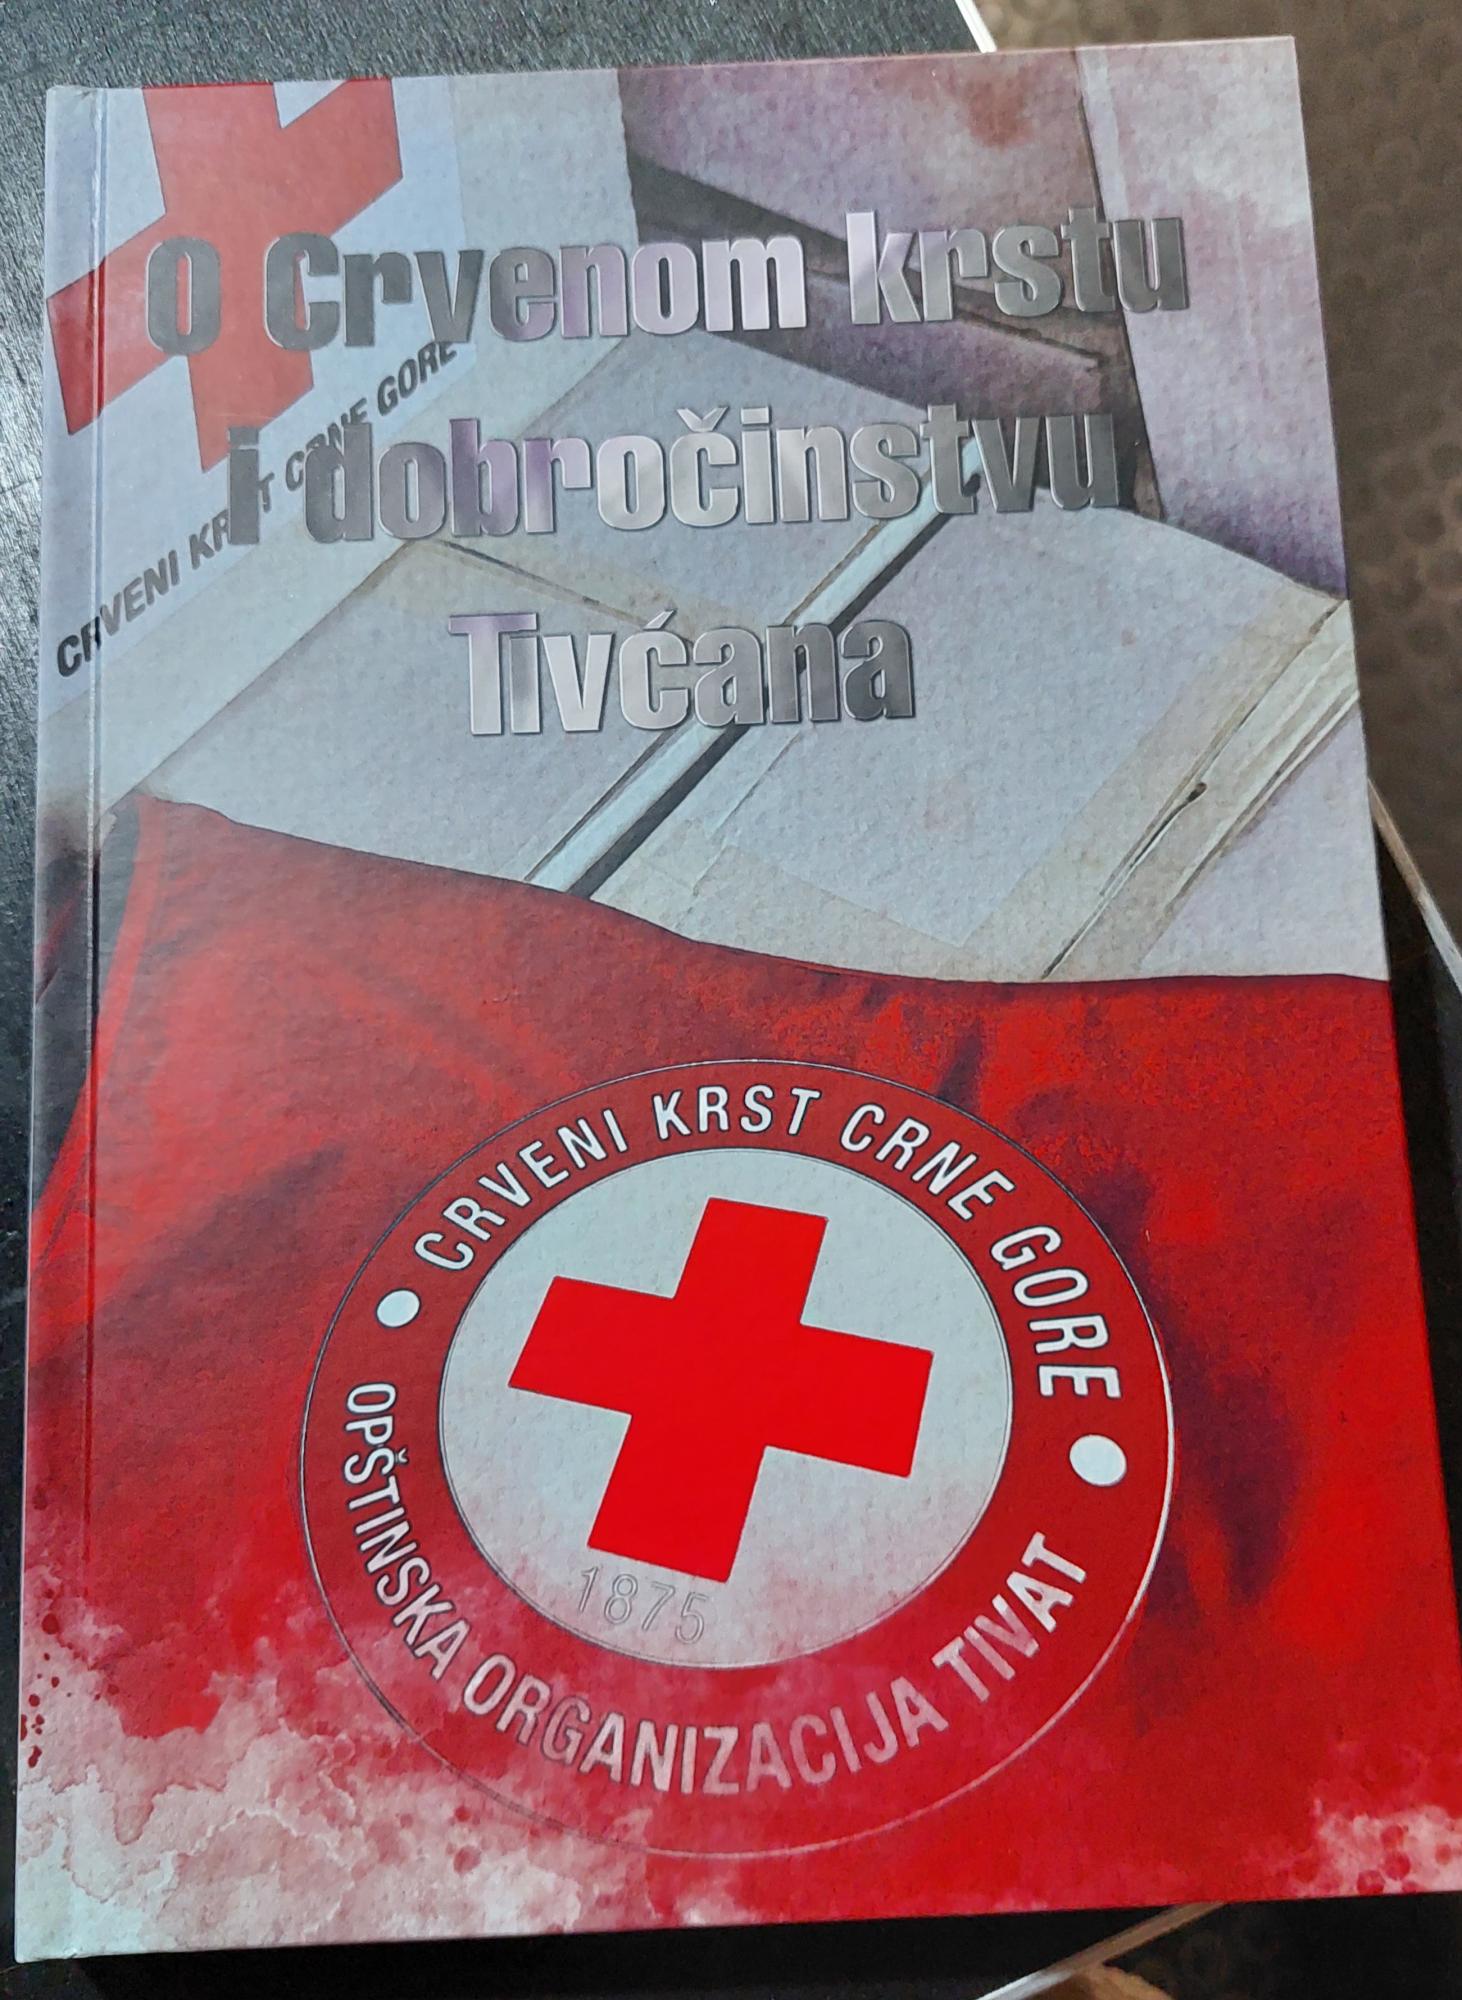 O Crvenom krstu
i dobročinstvu
Tivćana
CRVENI KRST CRNE GORE
CRVENI KRST CRNE GORE
1875
OPŠTINSKA ORGANIZACIJA TIVAT